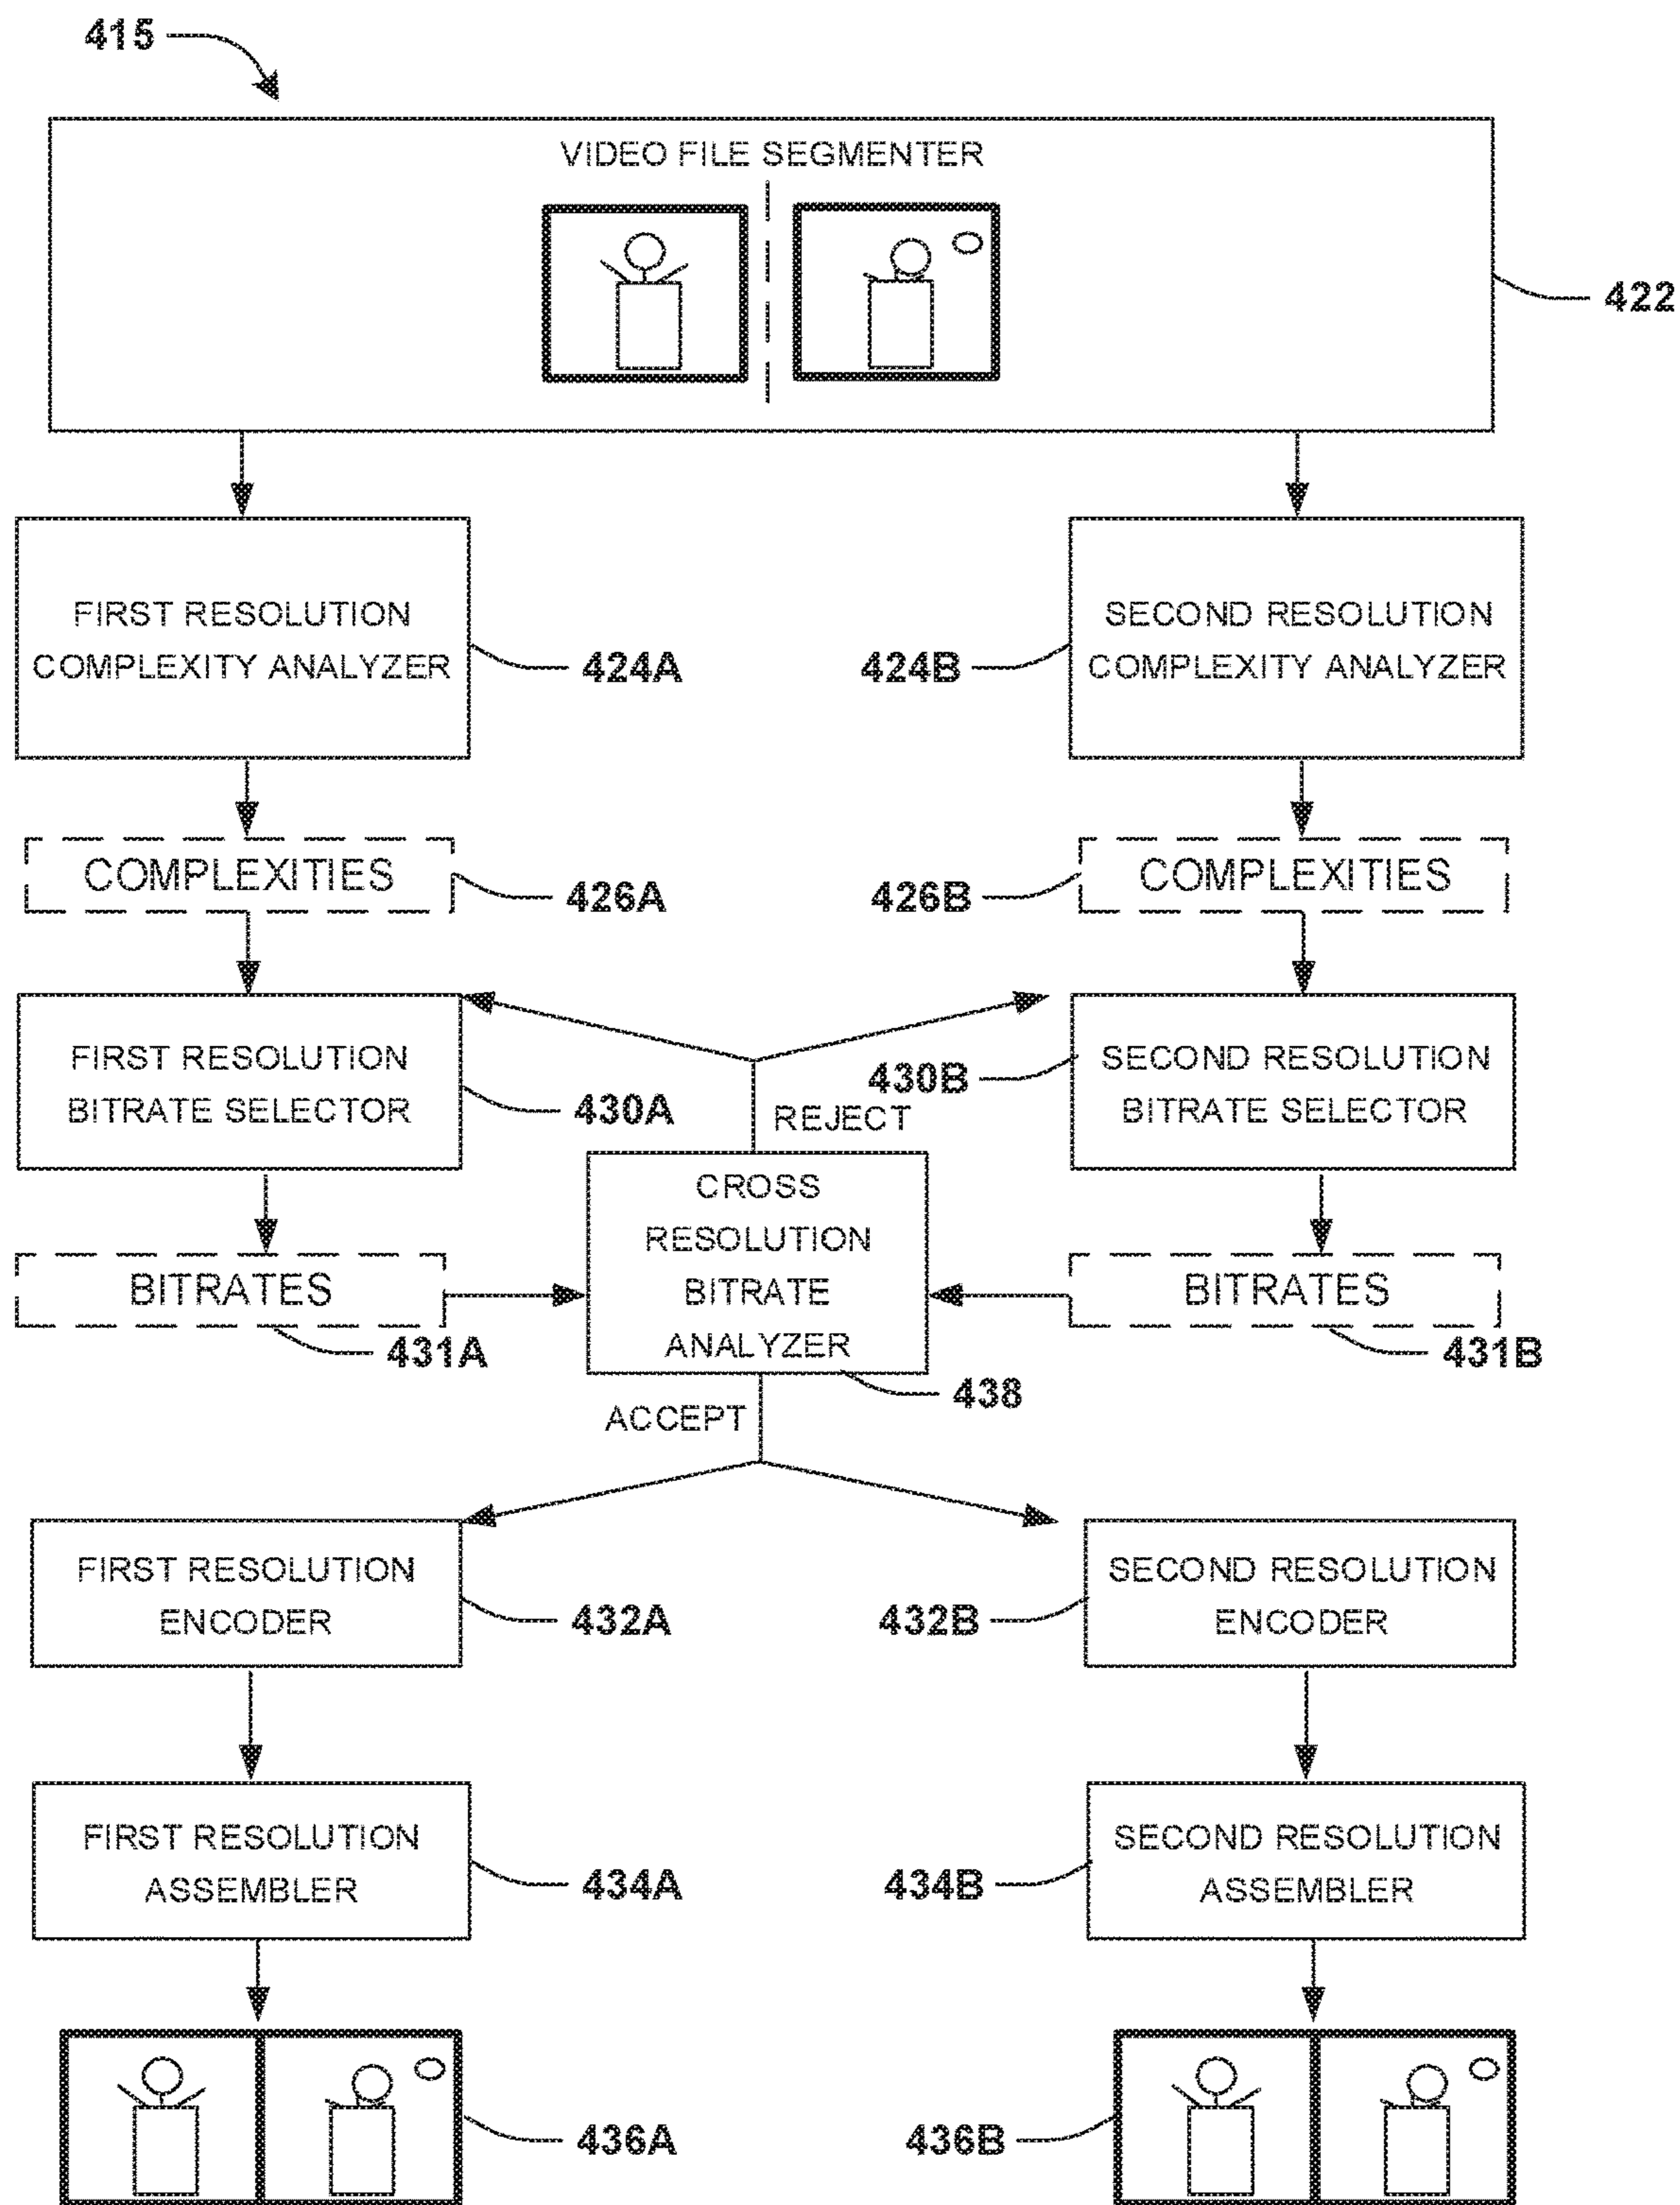 415
VIDEO FILE SEGMENTER
422
FIRST RESOLUTION
COMPLEXITY ANALYZER
424A
424B
SECOND RESOLUTION
COMPLEXITY ANALYZER
COMPLEXITIES
426A
426B
COMPLEXITIES
FIRST RESOLUTION
BITRATE SELECTOR
430A
430B
SECOND RESOLUTION
BITRATE SELECTOR
REJECT
CROSS
RESOLUTION
BITRATE
ANALYZER
438
BITRATES
431A
BITRATES
431B
ACCEPT
FIRST RESOLUTION
ENCODER
432A
432B
SECOND RESOLUTION
ENCODER
FIRST RESOLUTION
ASSEMBLER
434A
434B
SECOND RESOLUTION
ASSEMBLER
436A
436B